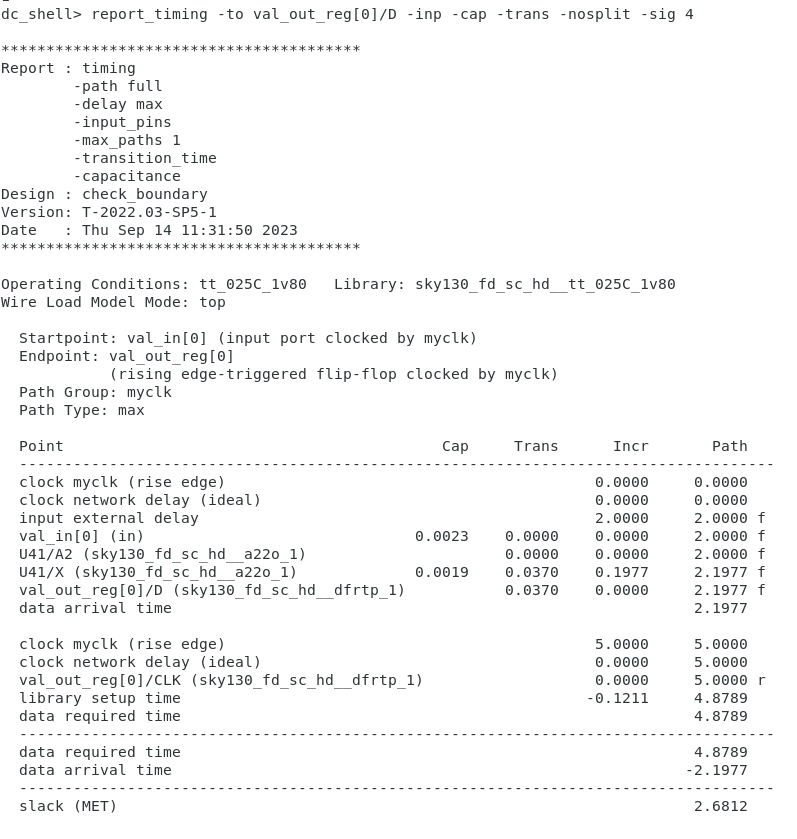 dc_shell> report_timing -to val_out_reg[0]/D -inp -cap -trans -nosplit -sig 4
****************************************
Report : timing
        -path full
        -delay max
        -input_pins
        -max_paths 1
        -transition_time
        -capacitance
Design : check_boundary
Version: T-2022.03-SP5-1
Date   : Thu Sep 14 11:31:50 2023
****************************************
Operating Conditions: tt_025C_1v80   Library: sky130_fd_sc_hd__tt_025C_1v80
Wire Load Model Mode: top
  Startpoint: val_in[0] (input port clocked by myclk)
  Endpoint: val_out_reg[0]
            (rising edge-triggered flip-flop clocked by myclk)
  Path Group: myclk
  Path Type: max
  Point                                          Cap     Trans      Incr       Path
  ------------------------------------------------------------------------------------
  clock myclk (rise edge)                                         0.0000     0.0000
  clock network delay (ideal)                                     0.0000     0.0000
  input external delay                                            2.0000     2.0000 f
  val_in[0] (in)                              0.0023    0.0000    0.0000     2.0000 f
  U41/A2 (sky130_fd_sc_hd__a22o_1)                      0.0000    0.0000     2.0000 f
  U41/X (sky130_fd_sc_hd__a22o_1)             0.0019    0.0370    0.1977     2.1977 f
  val_out_reg[0]/D (sky130_fd_sc_hd__dfrtp_1)           0.0370    0.0000     2.1977 f
  data arrival time                                                          2.1977
  clock myclk (rise edge)                                         5.0000     5.0000
  clock network delay (ideal)                                     0.0000     5.0000
  val_out_reg[0]/CLK (sky130_fd_sc_hd__dfrtp_1)                   0.0000     5.0000 r
  library setup time                                             -0.1211     4.8789
  data required time                                                         4.8789
  ------------------------------------------------------------------------------------
  data required time                                                         4.8789
  data arrival time                                                         -2.1977
  ------------------------------------------------------------------------------------
  slack (MET)                                                                2.6812